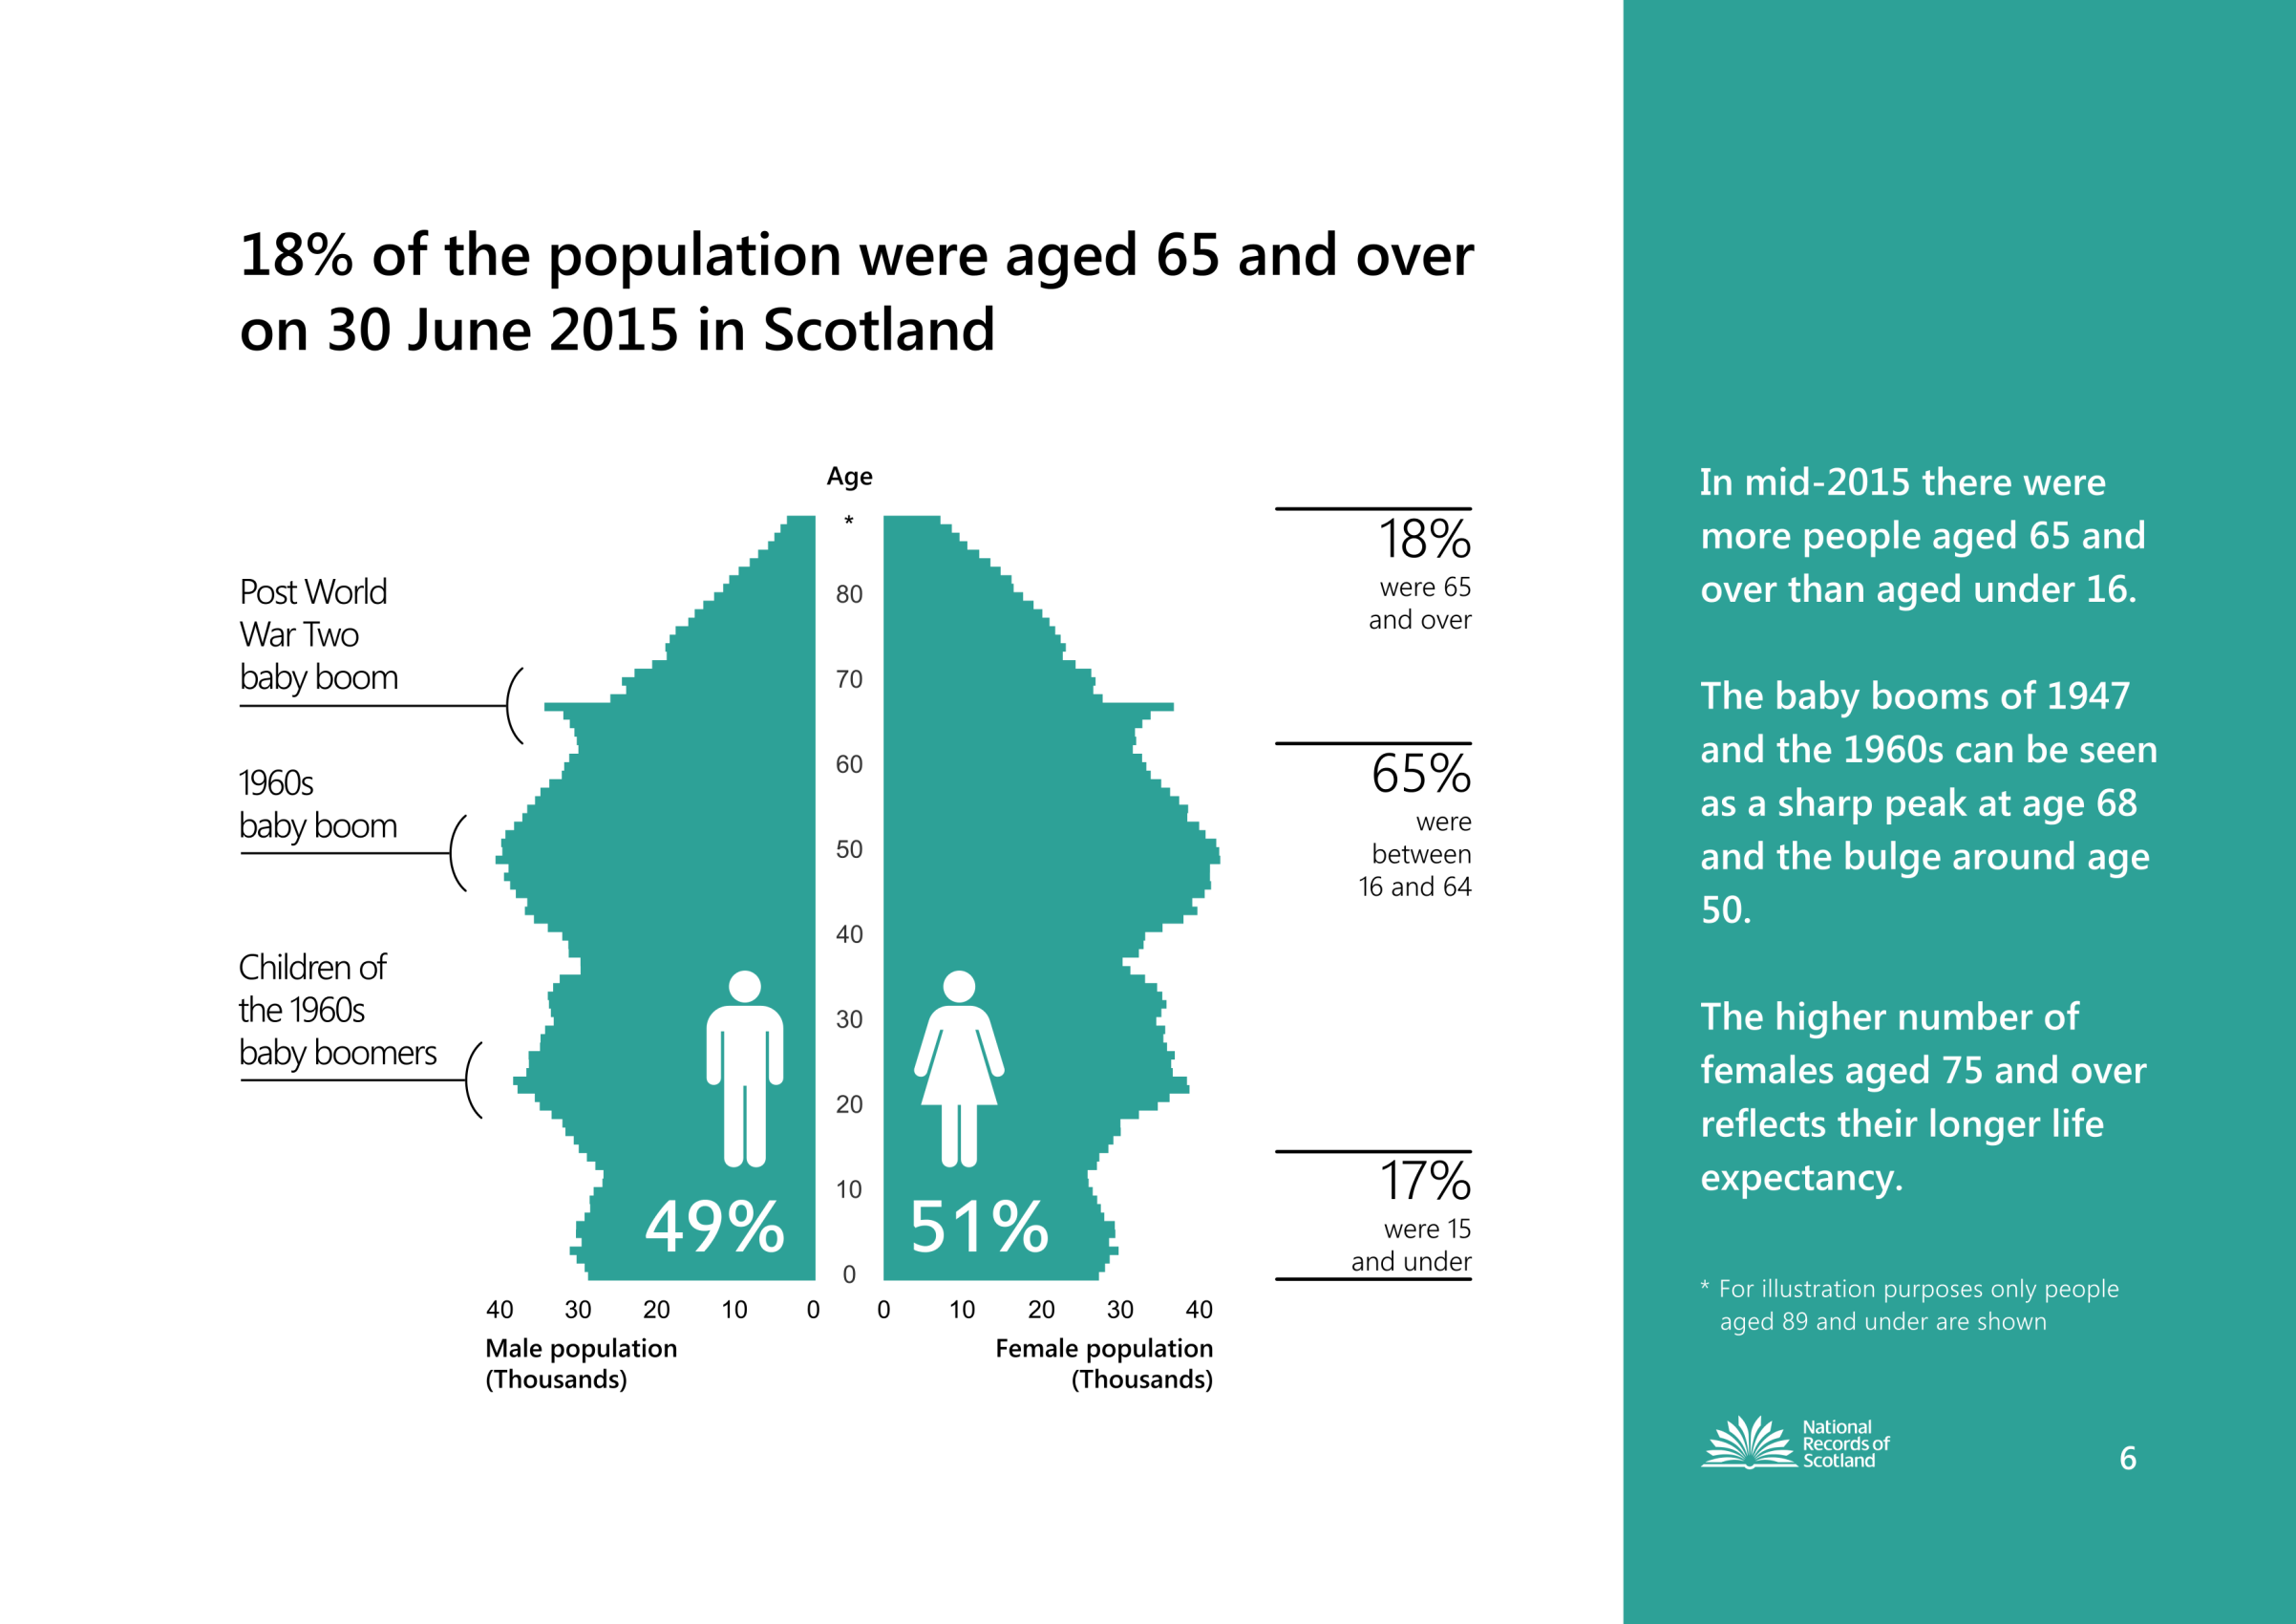 18% of the population were aged 65 and over
on 30 June 2015 in Scotland
Age
*
80
70
60
50
40
30
20
10
0
Post World
War Two
baby boom
1960s
baby boom
Children of
the 1960s
baby boomers
49%
51%
40 30 20 10 0
0 10 20 30 40
Male population
(Thousands)
Female population
(Thousands)
18%
were 65
and over
65%
were
between
16 and 64
17%
were 15
and under
In mid-2015 there were
more people aged 65 and
over than aged under 16.
The baby booms of 1947
and the 1960s can be seen
as a sharp peak at age 68
and the bulge around age
50.
The higher number of
females aged 75 and over
reflects their longer life
expectancy.
* For illustration purposes only people
aged 89 and under are shown
National
Records of
Scotland
6